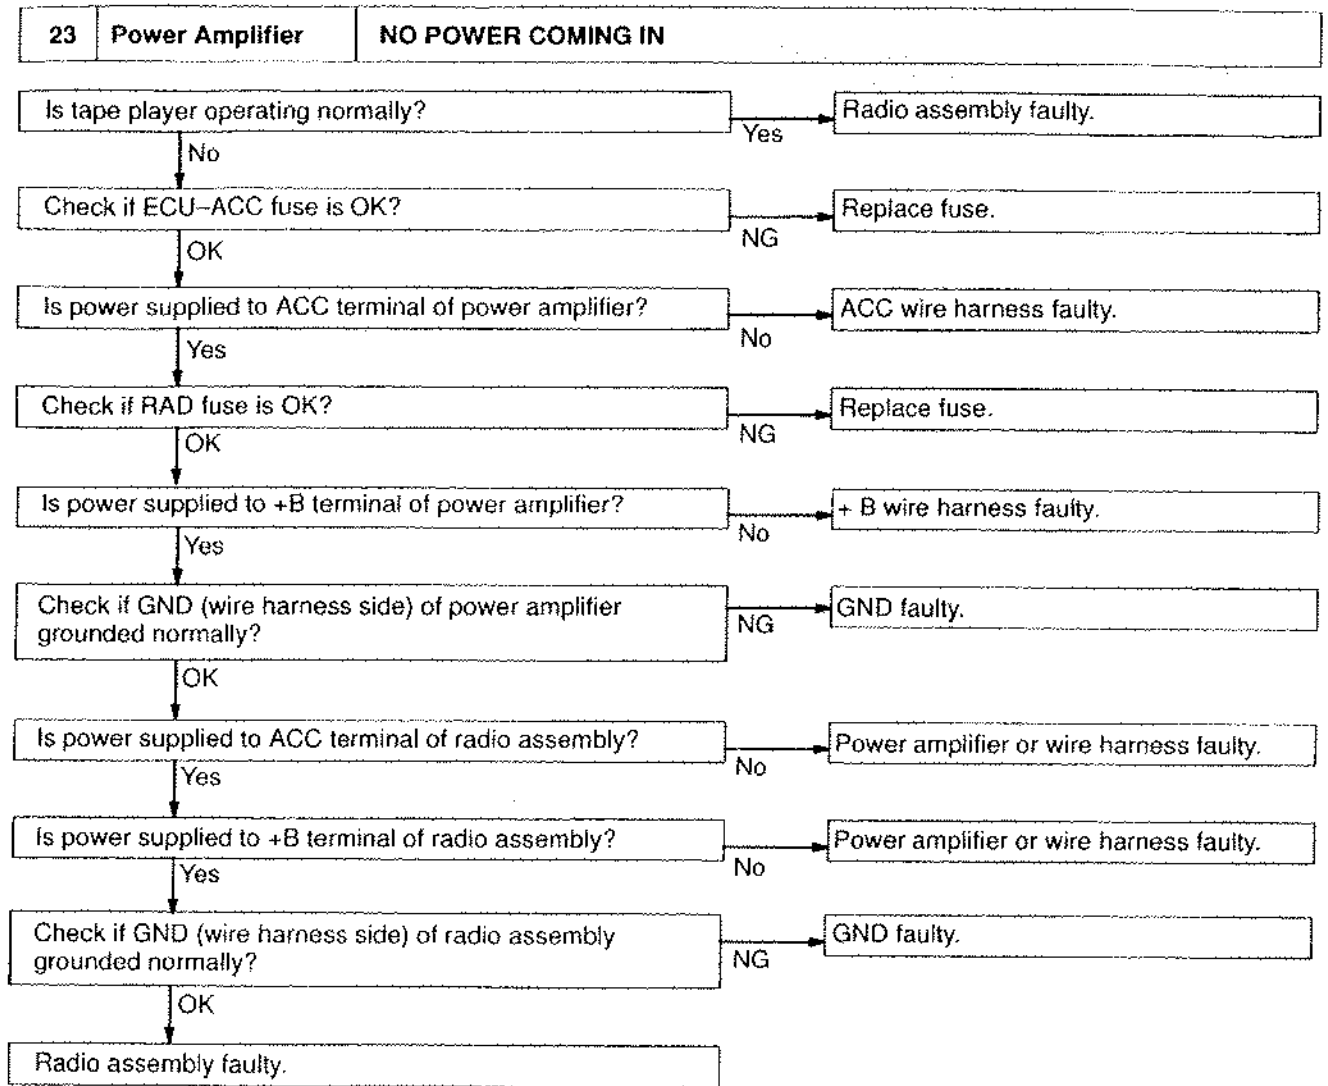 23 Power Amplifier NO POWER COMING IN
Is tape player operating normally?
Yes
Radio assembly faulty.
No
Check if ECU–ACC fuse is OK?
NG
Replace fuse.
OK
Is power supplied to ACC terminal of power amplifier?
No
ACC wire harness faulty.
Yes
Check if RAD fuse is OK?
NG
Replace fuse.
OK
Is power supplied to +B terminal of power amplifier?
No
+ B wire harness faulty.
Yes
Check if GND (wire harness side) of power amplifier
grounded normally?
NG
GND faulty.
OK
Is power supplied to ACC terminal of radio assembly?
No
Power amplifier or wire harness faulty.
Yes
Is power supplied to +B terminal of radio assembly?
No
Power amplifier or wire harness faulty.
Yes
Check if GND (wire harness side) of radio assembly
grounded normally?
NG
GND faulty.
OK
Radio assembly faulty.